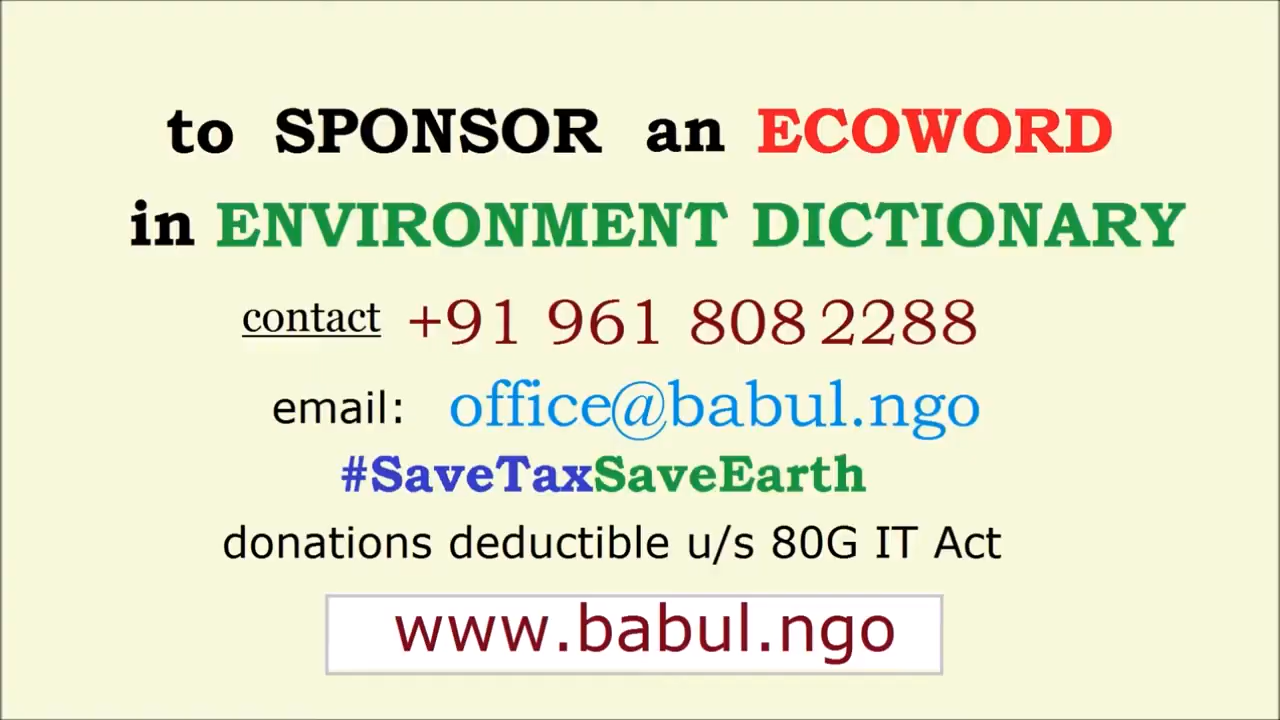 to SPONSOR an ECOWORD
in ENVIRONMENT DICTIONARY
contact +91 961 808 2288
email: office@babul.ngo
#SaveTaxSaveEarth
donations deductible u/s 80G IT Act
www.babul.ngo